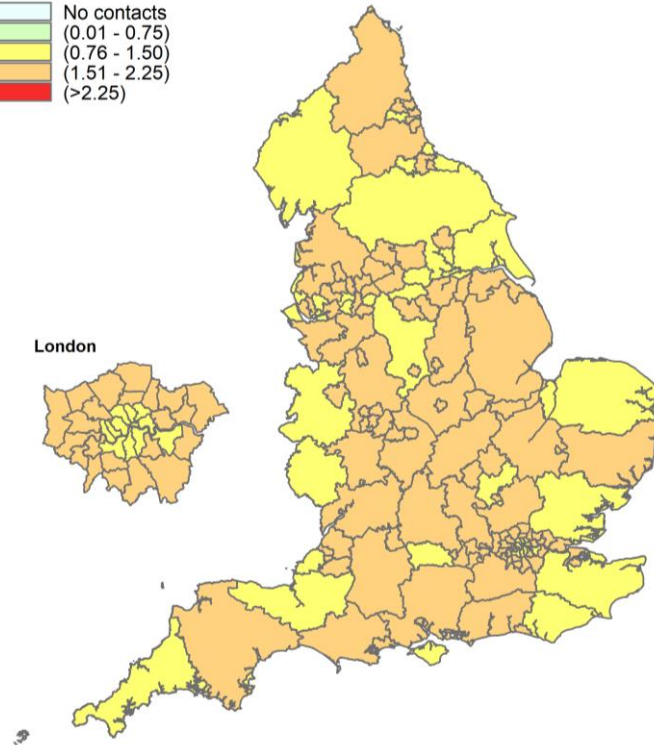 No contacts
(0.01 - 0.75)
(0.76 - 1.50)
(1.51 - 2.25)
(>2.25)
London